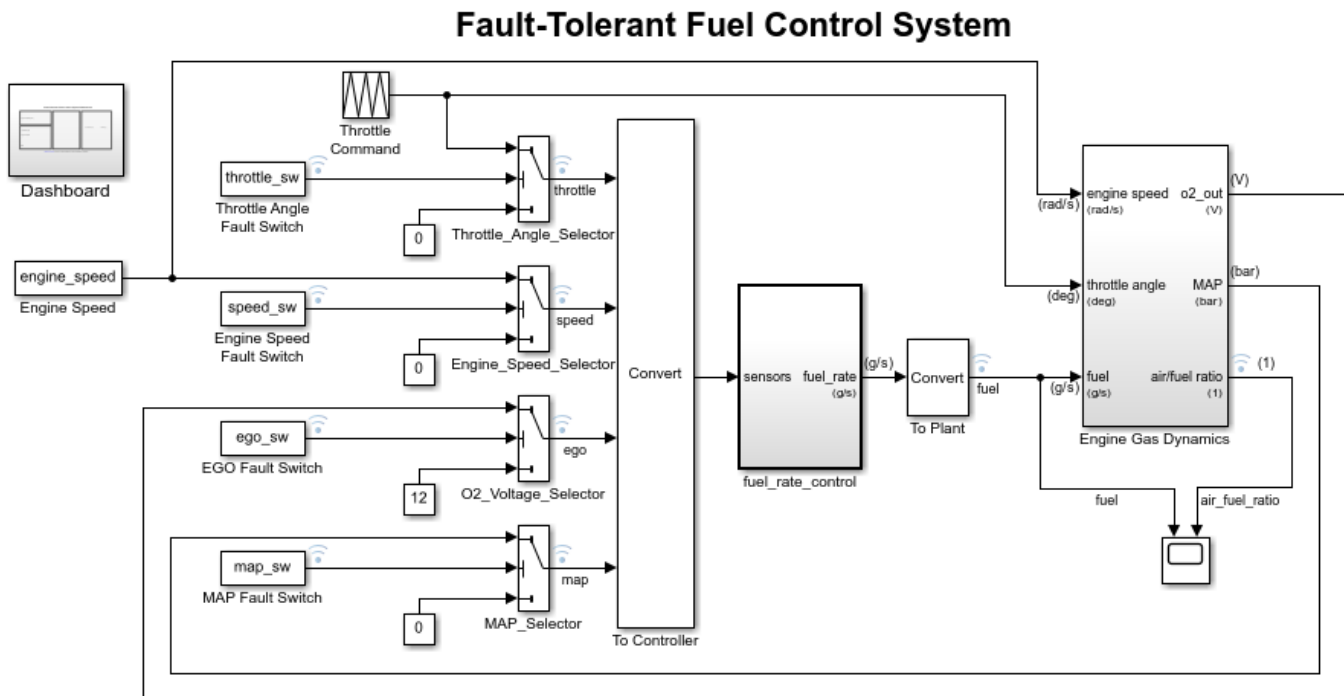 Fault-Tolerant Fuel Control System
Dashboard
Throttle
Command
throttle_sw
Throttle Angle
Fault Switch
0
throttle
Throttle_Angle_Selector
engine_speed
Engine Speed
speed_sw
Engine Speed
Fault Switch
0
speed
Engine_Speed_Selector
ego_sw
EGO Fault Switch
12
ego
O2_Voltage_Selector
map_sw
MAP Fault Switch
0
map
MAP_Selector
Convert
To Controller
sensors
fuel_rate
(g/s)
fuel_rate_control
(g/s)
Convert
To Plant
fuel
(rad/s)
(deg)
(g/s)
engine speed
(rad/s)
o2_out
(V)
throttle angle
(deg)
MAP
(bar)
fuel
(g/s)
air/fuel ratio
(1)
Engine Gas Dynamics
(V)
(bar)
(1)
fuel
air_fuel_ratio